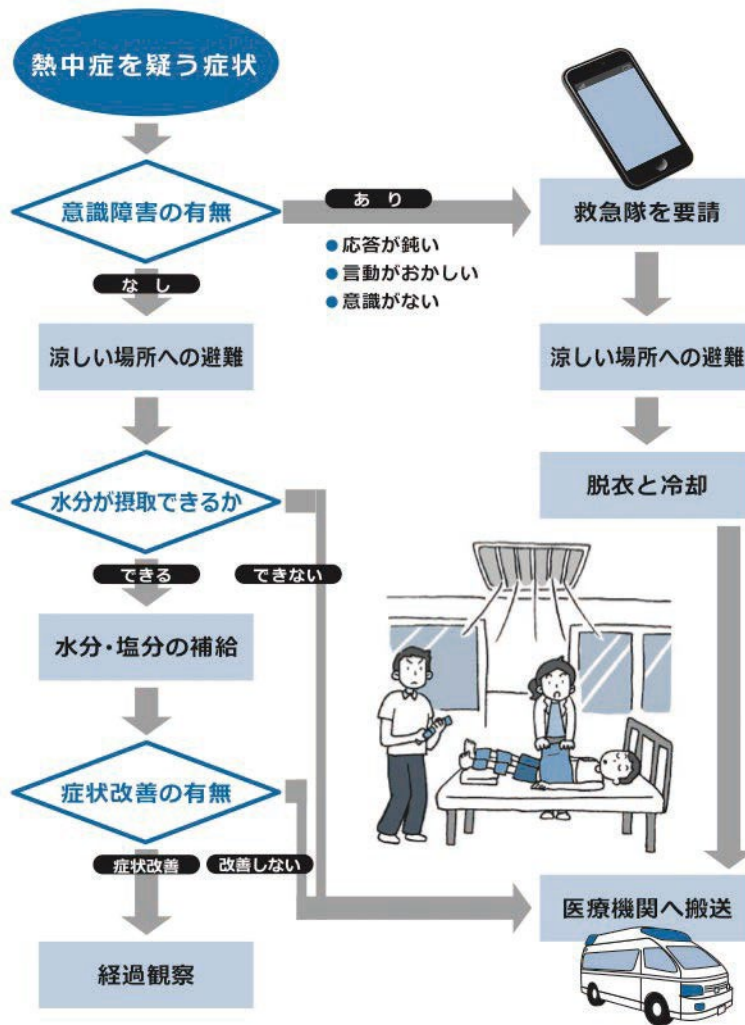 熱中症を疑う症状
意識障害の有無
あり
救急隊を要請
応答が鈍い
言動がおかしい
意識がない
なし
涼しい場所への避難
涼しい場所への避難
水分が摂取できるか
脱衣と冷却
できる
できない
水分・塩分の補給
症状改善の有無
症状改善
改善しない
医療機関へ搬送
経過観察